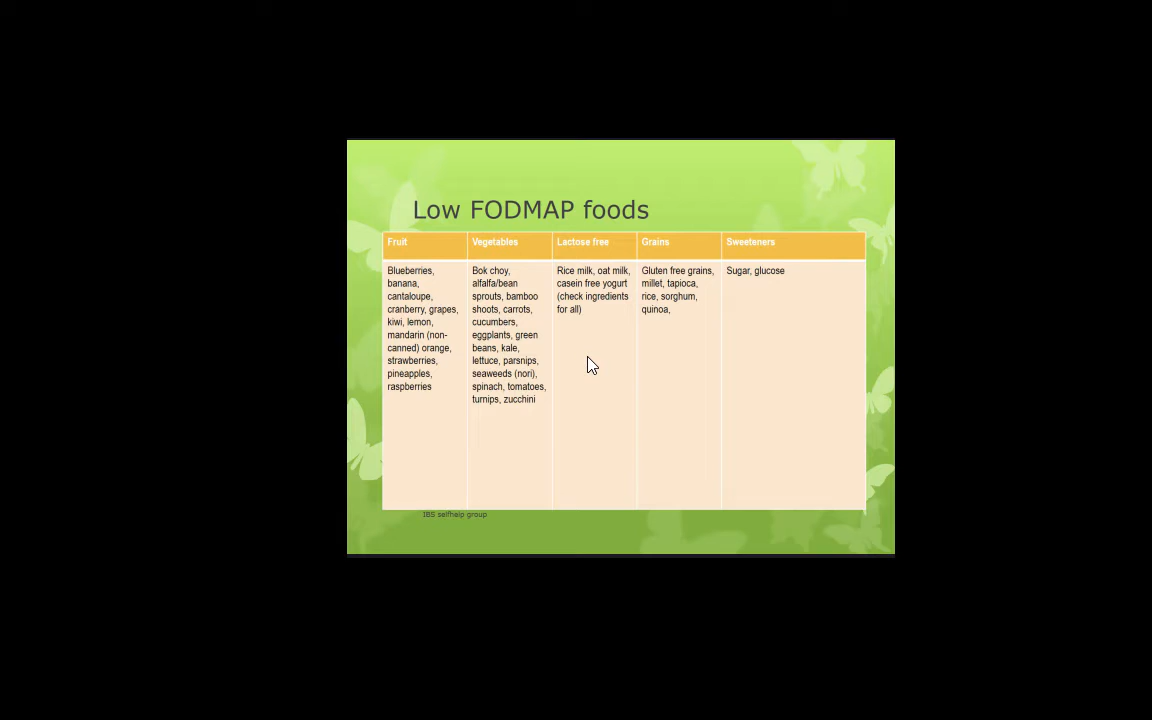 Low FODMAP foods
Fruit
Vegetables
Lactose free
Grains
Sweeteners
Blueberries,
banana,
cantaloupe,
cranberry, grapes,
kiwi, lemon,
mandarin (non-
canned) orange,
strawberries,
pineapples,
raspberries
Bok choy,
alfalfa/bean
sprouts, bamboo
shoots, carrots,
cucumbers,
eggplants, green
beans, kale,
lettuce, parsnips,
seaweeds (nori),
spinach, tomatoes,
turnips, zucchini
Rice milk, oat milk,
casein free yogurt
(check ingredients
for all)
Gluten free grains,
millet, tapioca,
rice, sorghum,
quinoa,
Sugar, glucose
IBS selfhelp group